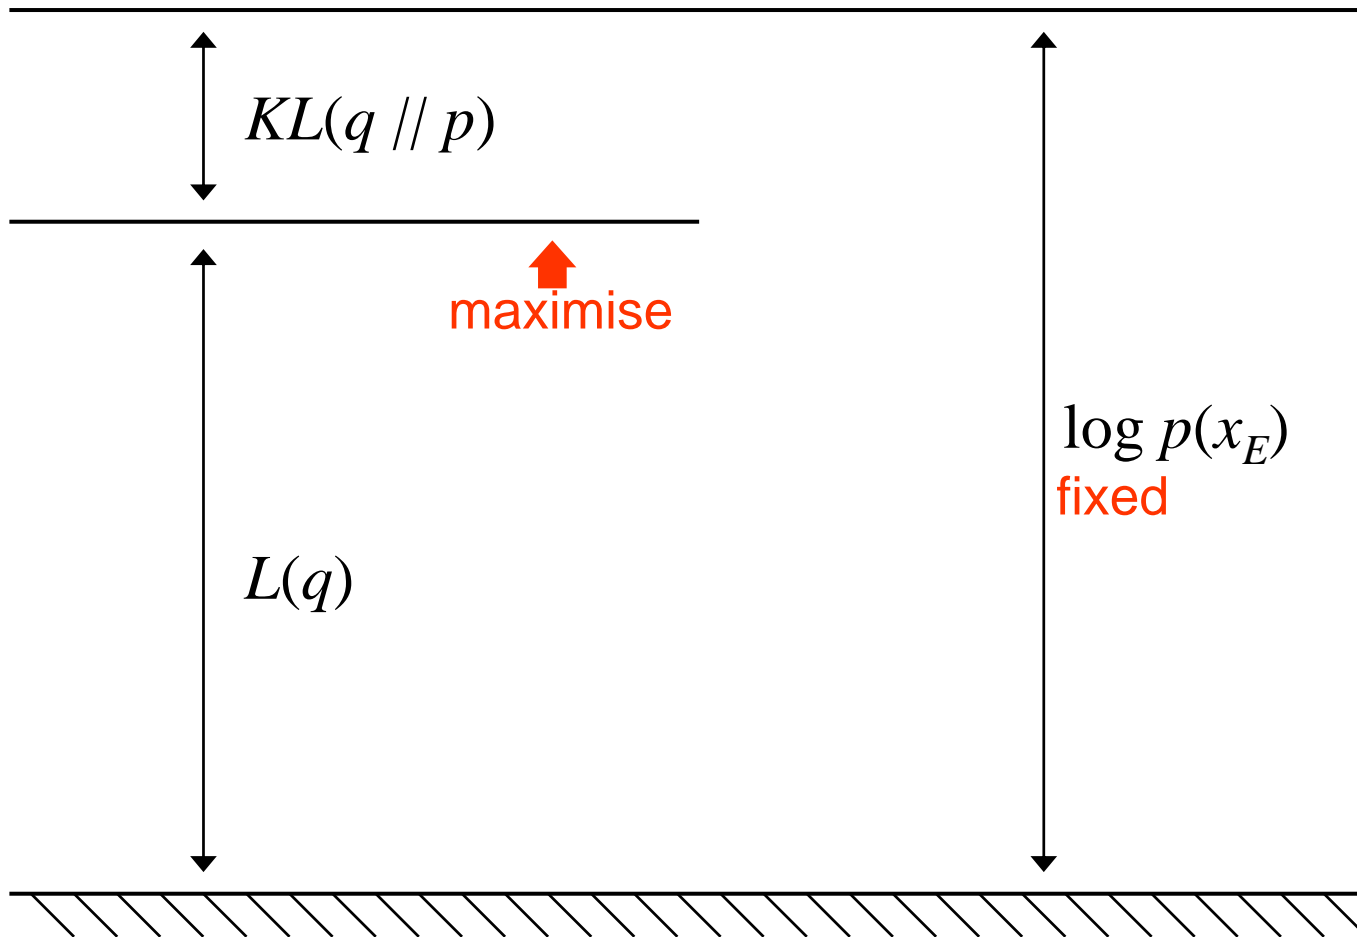 KL(q // p)
maximise
log p(x_E)
fixed
L(q)